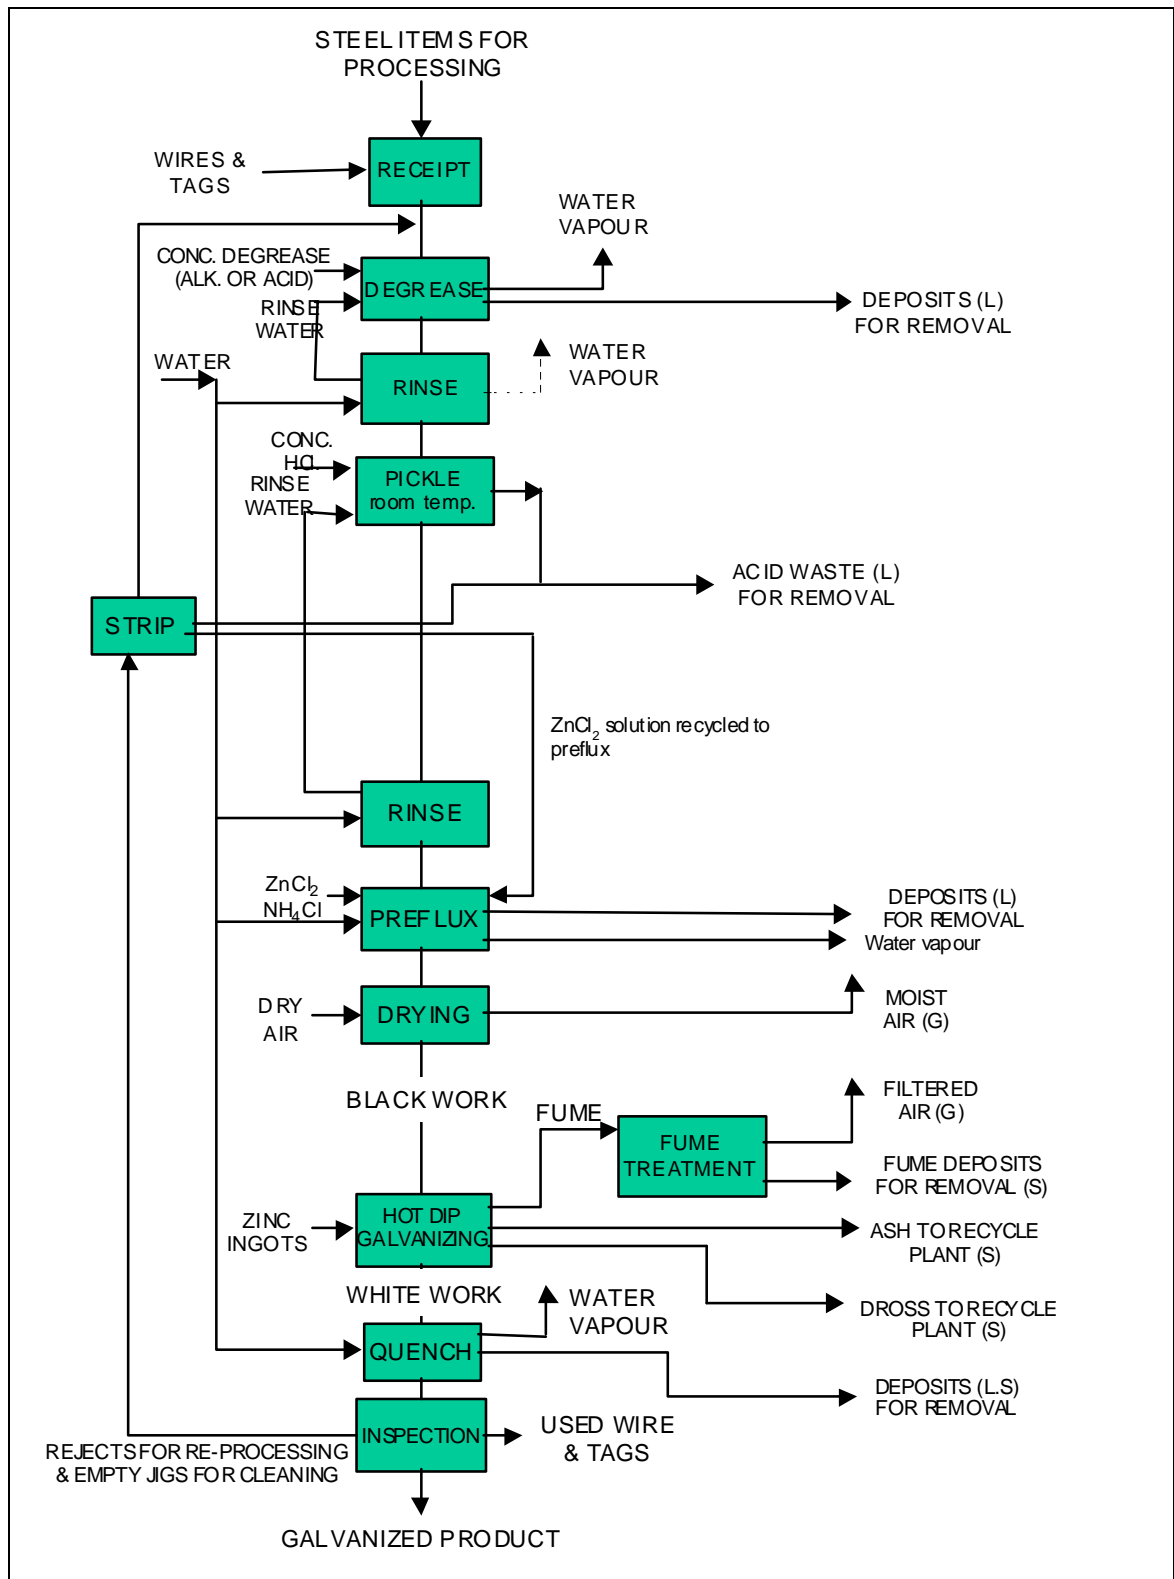 STEEL ITEMS FOR
PROCESSING
WIRES &
TAGS
RECEIPT
WATER
VAPOUR
CONC. DEGREASE
(ALK. OR ACID)
DEGREASE
RINSE
WATER
DEPOSITS (L)
FOR REMOVAL
WATER
RINSE
WATER
VAPOUR
CONC.
HCl.
RINSE
WATER
PICKLE
room temp.
ACID WASTE (L)
FOR REMOVAL
STRIP
ZnCl2 solution recycled to
preflux
RINSE
ZnCl2
NH4Cl
PREFLUX
DEPOSITS (L)
FOR REMOVAL
Water vapour
DRY
AIR
DRYING
MOIST
AIR (G)
BLACK WORK
FUME
FUME
TREATMENT
FILTERED
AIR (G)
FUME DEPOSITS
FOR REMOVAL (S)
ZINC
INGOTS
HOT DIP
GALVANIZING
ASH TO RECYCLE
PLANT (S)
WHITE WORK
WATER
VAPOUR
DROSS TO RECYCLE
PLANT (S)
QUENCH
DEPOSITS (L.S)
FOR REMOVAL
INSPECTION
USED WIRE
& TAGS
REJECTS FOR RE-PROCESSING
& EMPTY JIGS FOR CLEANING
GALVANIZED PRODUCT